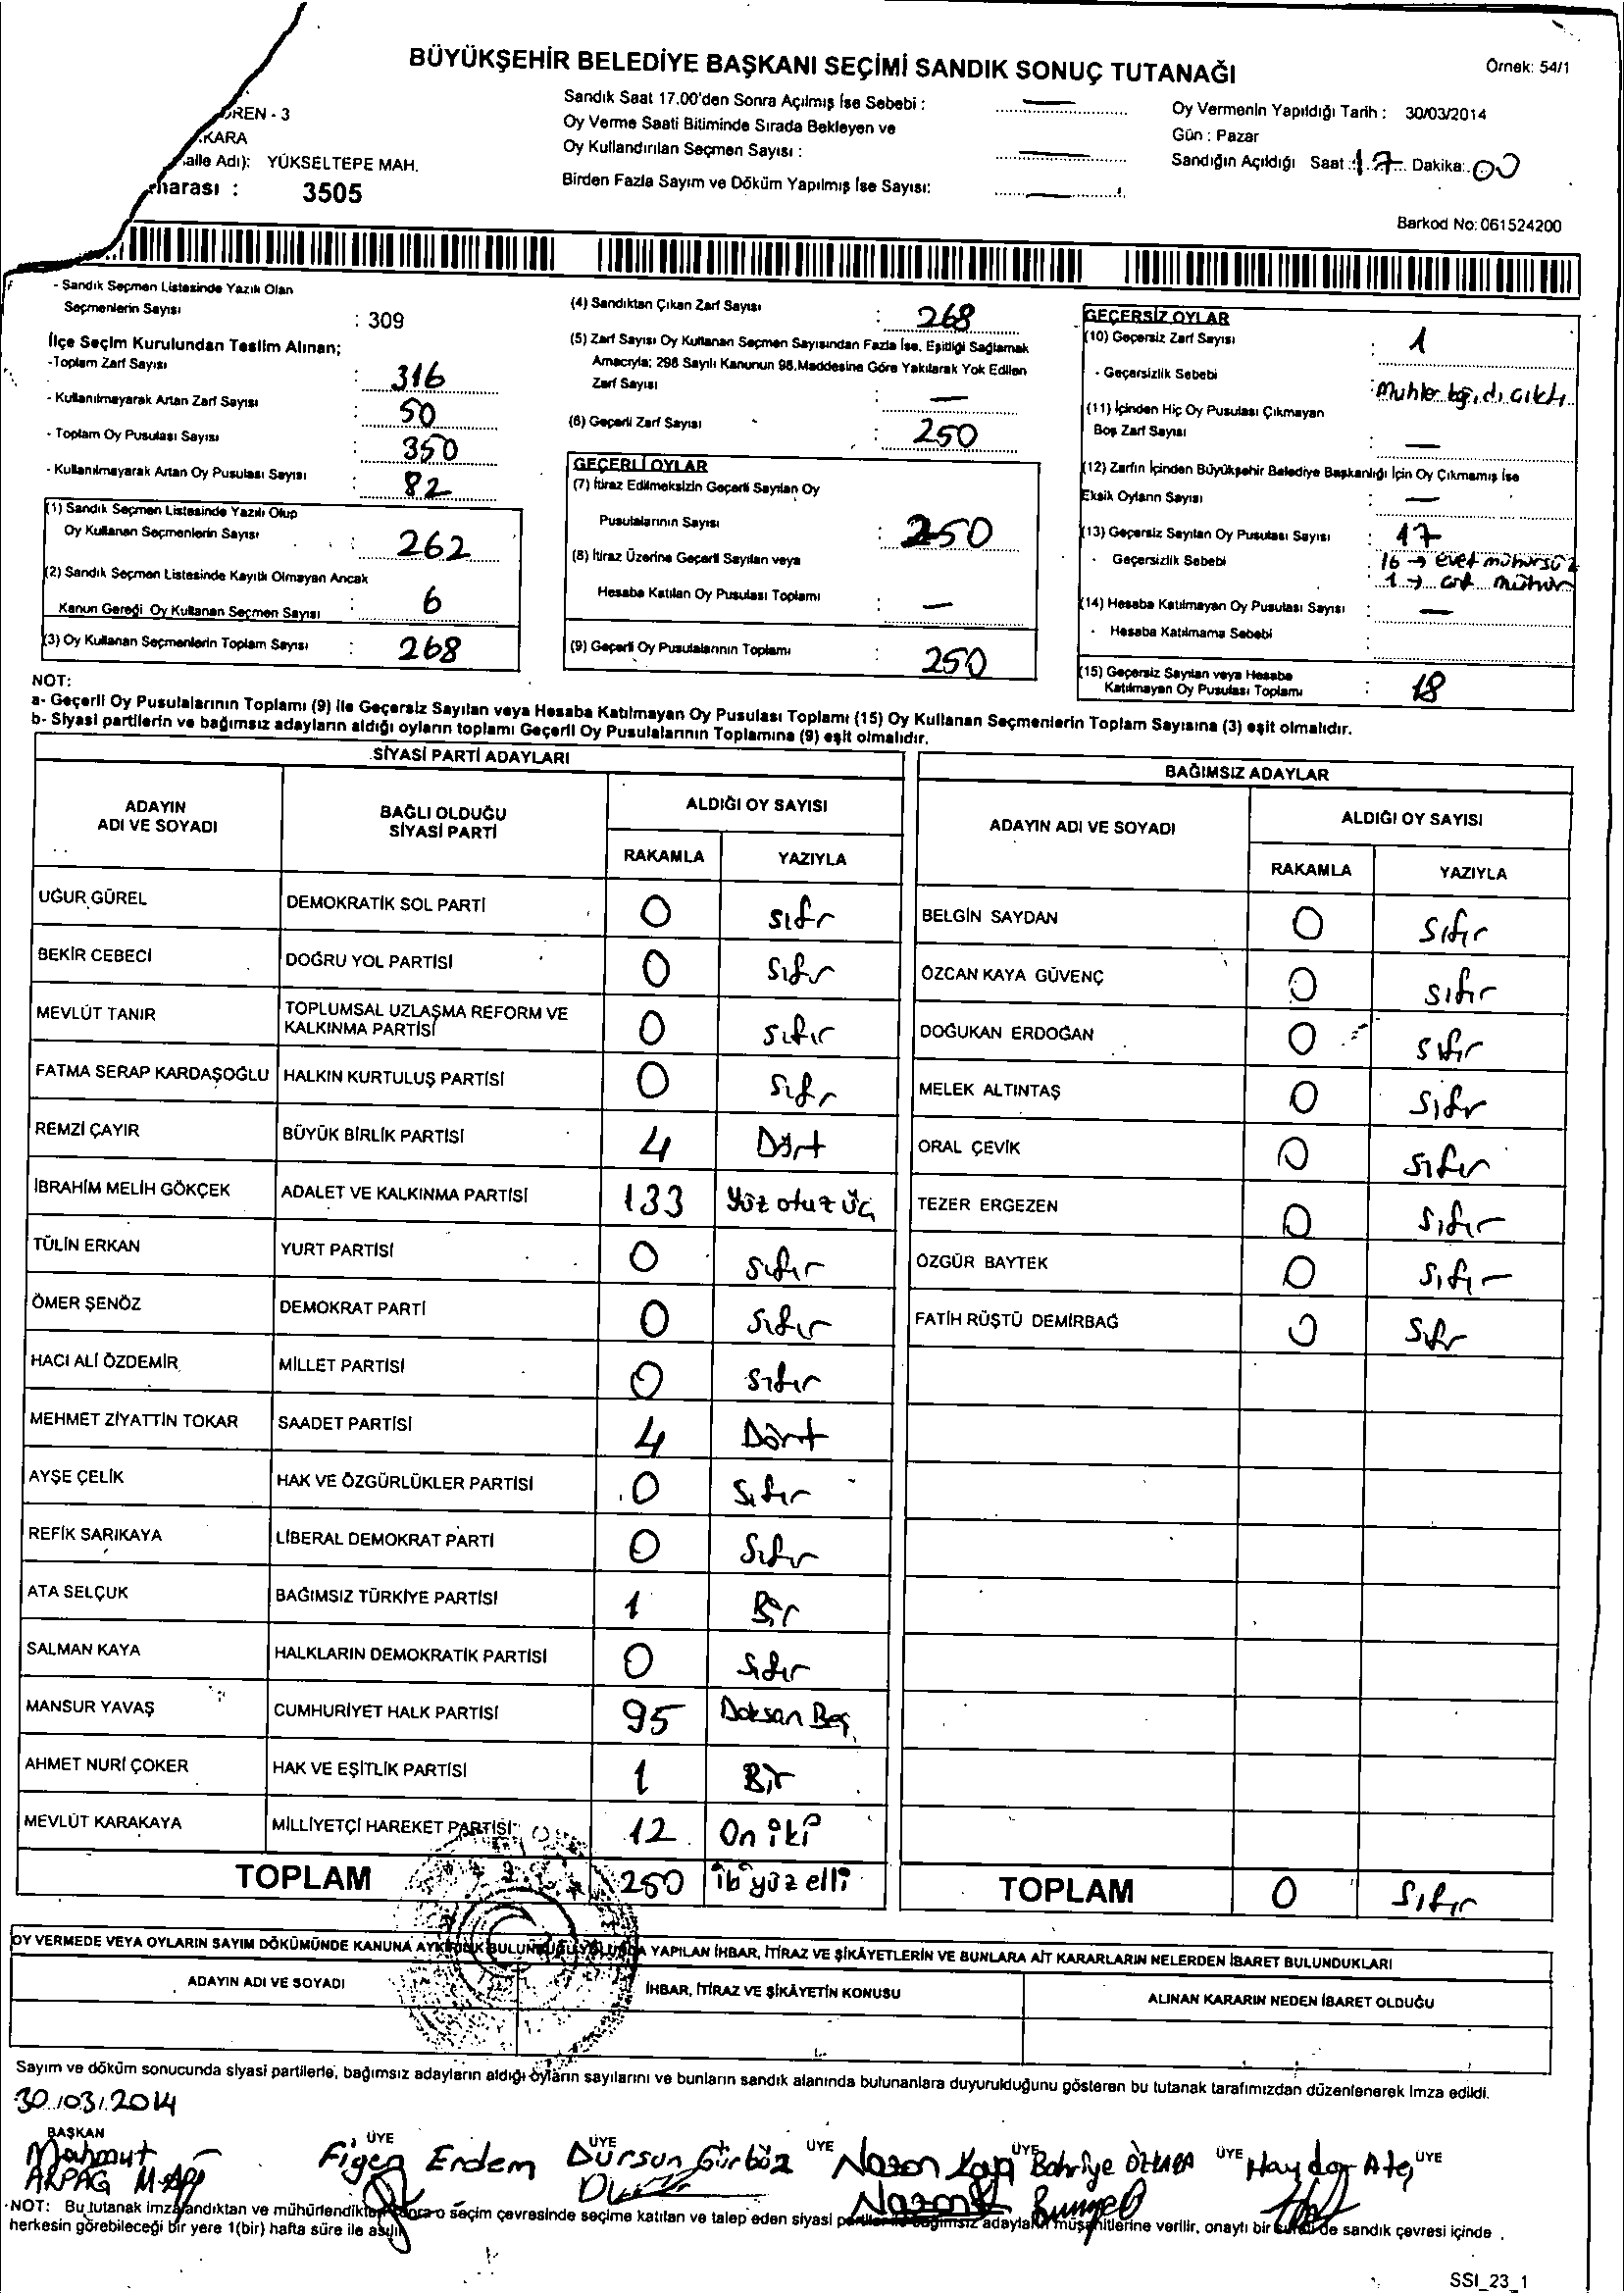 BÜYÜKŞEHİR BELEDİYE BAŞKANI SEÇİMİ SANDIK SONUÇ TUTANAĞI
Örnek: 54/1
ÖREN - 3
KARA
alle Adı): YÜKSELTEPE MAH.
marası : 3505
Sandık Saat 17.00'den Sonra Açılmış İse Sebebi : —
Oy Verme Saati Bitiminde Sırada Bekleyen ve
Oy Kullandırılan Seçmen Sayısı : —
Birden Fazla Sayım ve Döküm Yapılmış İse Sayısı: —
Oy Vermenin Yapıldığı Tarih : 30/03/2014
Gün : Pazar
Sandığın Açıldığı Saat : 17 Dakika: 00
Barkod No: 061524200
- Sandık Seçmen Listesinde Yazılı Olan
Seçmenlerin Sayısı : 309
İlçe Seçim Kurulundan Teslim Alınan;
-Toplam Zarf Sayısı : 316
- Kullanılmayarak Artan Zarf Sayısı : 50
- Toplam Oy Pusulası Sayısı : 350
- Kullanılmayarak Artan Oy Pusulası Sayısı : 82
(1) Sandık Seçmen Listesinde Yazılı Olup
Oy Kullanan Seçmenlerin Sayısı : 262
(2) Sandık Seçmen Listesinde Kayıtlı Olmayan Ancak
Kanun Gereği Oy Kullanan Seçmen Sayısı : 6
(3) Oy Kullanan Seçmenlerin Toplam Sayısı : 268
(4) Sandıktan Çıkan Zarf Sayısı : 268
(5) Zarf Sayısı Oy Kullanan Seçmen Sayısından Fazla İse, Eşitliği Sağlamak
Amacıyla; 298 Sayılı Kanunun 98.Maddesine Göre Yakılarak Yok Edilen
Zarf Sayısı : —
(6) Geçerli Zarf Sayısı : 250
GEÇERLİ OYLAR
(7) İtiraz Edilmeksizin Geçerli Sayılan Oy
Pusulalarının Sayısı : 250
(8) İtiraz Üzerine Geçerli Sayılan veya
Hesaba Katılan Oy Pusulası Toplamı : —
(9) Geçerli Oy Pusulalarının Toplamı : 250
GEÇERSİZ OYLAR
(10) Geçersiz Zarf Sayısı : 1
- Geçersizlik Sebebi : çıktı
(11) İçinden Hiç Oy Pusulası Çıkmayan
Boş Zarf Sayısı : —
(12) Zarfın İçinden Büyükşehir Belediye Başkanlığı İçin Oy Çıkmamış İse
Eksik Oyların Sayısı : —
(13) Geçersiz Sayılan Oy Pusulası Sayısı : 17
- Geçersizlik Sebebi : 16 → evet mühürsüz
1 → mühür
(14) Hesaba Katılmayan Oy Pusulası Sayısı : —
- Hesaba Katılmama Sebebi :
(15) Geçersiz Sayılan veya Hesaba
Katılmayan Oy Pusulası Toplamı : 18
NOT:
a- Geçerli Oy Pusulalarının Toplamı (9) ile Geçersiz Sayılan veya Hesaba Katılmayan Oy Pusulası Toplamı (15) Oy Kullanan Seçmenlerin Toplam Sayısına (3) eşit olmalıdır.
b- Siyasi partilerin ve bağımsız adayların aldığı oyların toplamı Geçerli Oy Pusulalarının Toplamına (9) eşit olmalıdır.
SİYASİ PARTİ ADAYLARI
ADAYIN ADI VE SOYADI
BAĞLI OLDUĞU SİYASİ PARTİ
ALDIĞI OY SAYISI
RAKAMLA YAZIYLA
UĞUR GÜREL DEMOKRATİK SOL PARTİ 0 sıfır
BEKİR CEBECİ DOĞRU YOL PARTİSİ 0 sıfır
MEVLÜT TANIR TOPLUMSAL UZLAŞMA REFORM VE KALKINMA PARTİSİ 0 sıfır
FATMA SERAP KARDAŞOĞLU HALKIN KURTULUŞ PARTİSİ 0 sıfır
REMZİ ÇAYIR BÜYÜK BİRLİK PARTİSİ 4 Dört
İBRAHİM MELİH GÖKÇEK ADALET VE KALKINMA PARTİSİ 133 Yüz otuz üç
TÜLİN ERKAN YURT PARTİSİ 0 sıfır
ÖMER ŞENÖZ DEMOKRAT PARTİ 0 sıfır
HACI ALİ ÖZDEMİR MİLLET PARTİSİ 0 sıfır
MEHMET ZİYATTİN TOKAR SAADET PARTİSİ 4 Dört
AYŞE ÇELİK HAK VE ÖZGÜRLÜKLER PARTİSİ 0 sıfır
REFİK SARIKAYA LİBERAL DEMOKRAT PARTİ 0 sıfır
ATA SELÇUK BAĞIMSIZ TÜRKİYE PARTİSİ 1 Bir
SALMAN KAYA HALKLARIN DEMOKRATİK PARTİSİ 0 sıfır
MANSUR YAVAŞ CUMHURİYET HALK PARTİSİ 95 Doksan Beş
AHMET NURİ ÇOKER HAK VE EŞİTLİK PARTİSİ 1 Bir
MEVLÜT KARAKAYA MİLLİYETÇİ HAREKET PARTİSİ 12 On iki
TOPLAM 250 iki yüz elli
BAĞIMSIZ ADAYLAR
ADAYIN ADI VE SOYADI
ALDIĞI OY SAYISI
RAKAMLA YAZIYLA
BELGİN SAYDAN 0 sıfır
ÖZCAN KAYA GÜVENÇ 0 sıfır
DOĞUKAN ERDOĞAN 0 sıfır
MELEK ALTINTAŞ 0 sıfır
ORAL ÇEVİK 0 sıfır
TEZER ERGEZEN 0 sıfır
ÖZGÜR BAYTEK 0 sıfır
FATİH RÜŞTÜ DEMİRBAĞ 0 sıfır
TOPLAM 0 sıfır
OY VERMEDE VEYA OYLARIN SAYIM DÖKÜMÜNDE KANUNA AYKIRILIK BULUNDUĞU YOLUNDA YAPILAN İHBAR, İTİRAZ VE ŞİKÂYETLERİN VE BUNLARA AİT KARARLARIN NELERDEN İBARET BULUNDUKLARI
ADAYIN ADI VE SOYADI
İHBAR, İTİRAZ VE ŞİKÂYETİN KONUSU
ALINAN KARARIN NEDEN İBARET OLDUĞU
Sayım ve döküm sonucunda siyasi partilerle, bağımsız adayların aldığı oyların sayılarını ve bunların sandık alanında bulunanlara duyurulduğunu gösteren bu tutanak tarafımızdan düzenlenerek imza edildi.
30.03.2014
BAŞKAN ÜYE ÜYE ÜYE ÜYE ÜYE ÜYE
Mahmut ARPAG Figen Erdem Dursun Gürböz Nazan Bahriye Haydar Ateş
NOT: Bu tutanak imzalandıktan ve mühürlendikten sonra o seçim çevresinde seçime katılan ve talep eden siyasi partiler ile bağımsız adayların müşahitlerine verilir, onaylı bir sureti de sandık çevresi içinde
herkesin görebileceği bir yere 1(bir) hafta süre ile asılır.
SSI_23_1